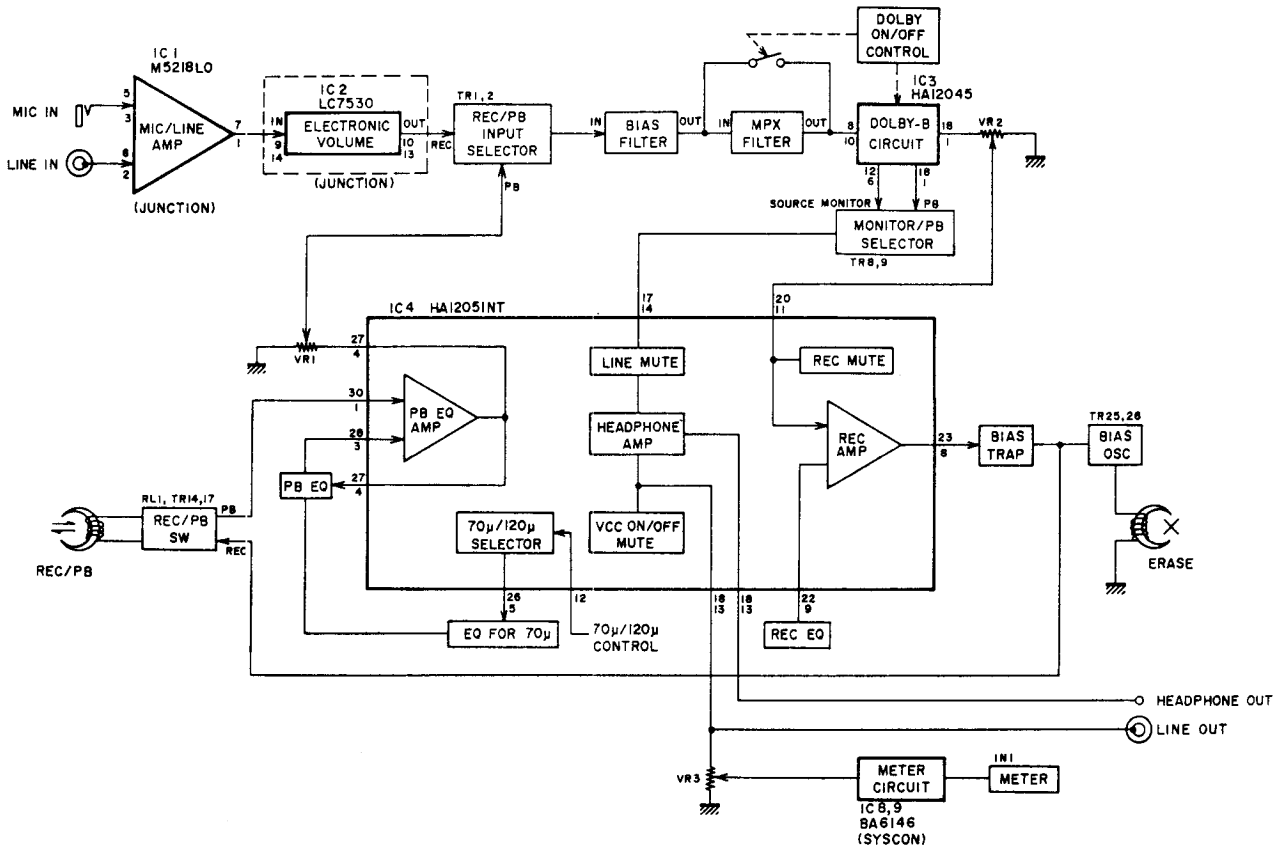 DOLBY
ON/OFF
CONTROL
IC1
M5218LO
IC2
LC7530
IC3
HA12045
TR1,2
MIC IN
5
3
MIC/LINE
AMP
7
1
IN
9
14
ELECTRONIC
VOLUME
OUT
10
13
REC
REC/PB
INPUT
SELECTOR
IN
BIAS
FILTER
OUT
IN
MPX
FILTER
OUT
8
10
DOLBY-B
CIRCUIT
18
1
VR2
LINE IN
2
(JUNCTION)
(JUNCTION)
PB
12
6
18
1
SOURCE MONITOR
PB
MONITOR/PB
SELECTOR
TR8,9
17
14
20
11
IC4 HA12051NT
VR1
27
4
LINE MUTE
REC MUTE
30
1
PB EQ
AMP
28
3
HEADPHONE
AMP
REC
AMP
23
8
BIAS
TRAP
TR25,26
BIAS
OSC
27
4
PB EQ
RL1, TR14,17
REC/PB
SW
PB
REC
REC/PB
70μ/120μ
SELECTOR
VCC ON/OFF
MUTE
ERASE
26
5
12
18
13
18
13
22
9
EQ FOR 70μ
70μ/120μ
CONTROL
REC EQ
HEADPHONE OUT
LINE OUT
VR3
METER
CIRCUIT
IN1
METER
IC8,9
BA6146
(SYSCON)